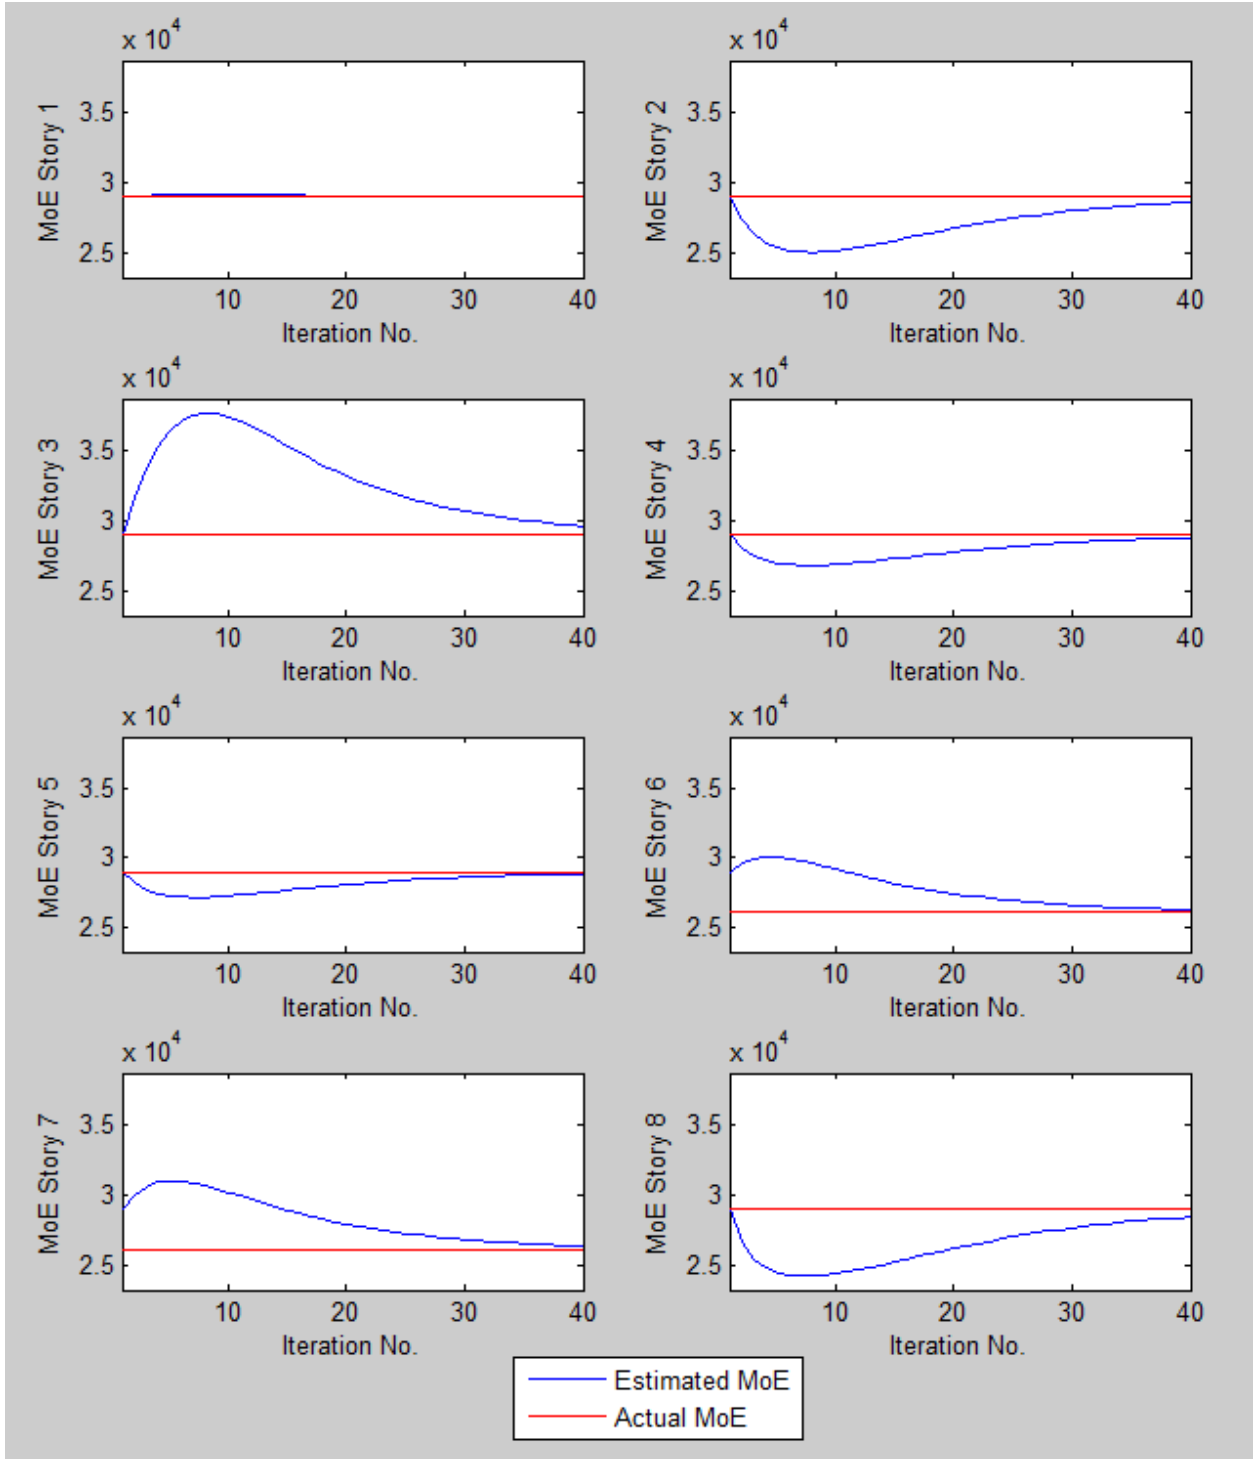 x 10^4
MoE Story 1
3.5
3
2.5
10 20 30 40
Iteration No.
x 10^4
MoE Story 2
3.5
3
2.5
10 20 30 40
Iteration No.
x 10^4
MoE Story 3
3.5
3
2.5
10 20 30 40
Iteration No.
x 10^4
MoE Story 4
3.5
3
2.5
10 20 30 40
Iteration No.
x 10^4
MoE Story 5
3.5
3
2.5
10 20 30 40
Iteration No.
x 10^4
MoE Story 6
3.5
3
2.5
10 20 30 40
Iteration No.
x 10^4
MoE Story 7
3.5
3
2.5
10 20 30 40
Iteration No.
x 10^4
MoE Story 8
3.5
3
2.5
10 20 30 40
Iteration No.
Estimated MoE
Actual MoE